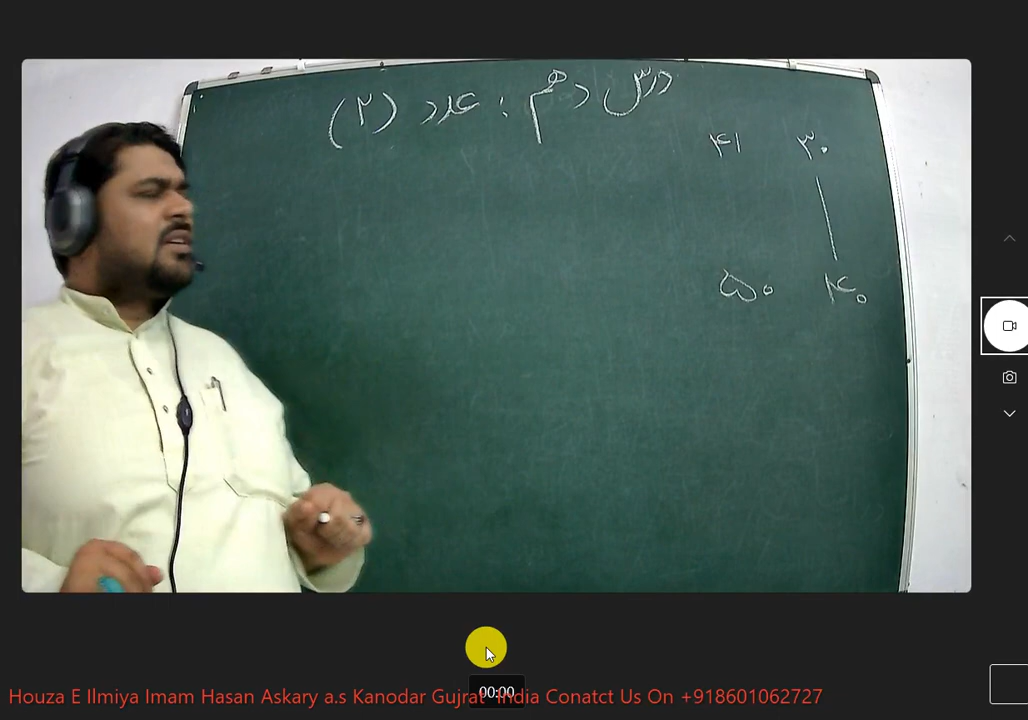 درس دهم : عدد (۲)
۳۰ ۴۱
۴۰ ۵۰
00:00
Houza E Ilmiya Imam Hasan Askary a.s Kanodar Gujrat India Conatct Us On +918601062727